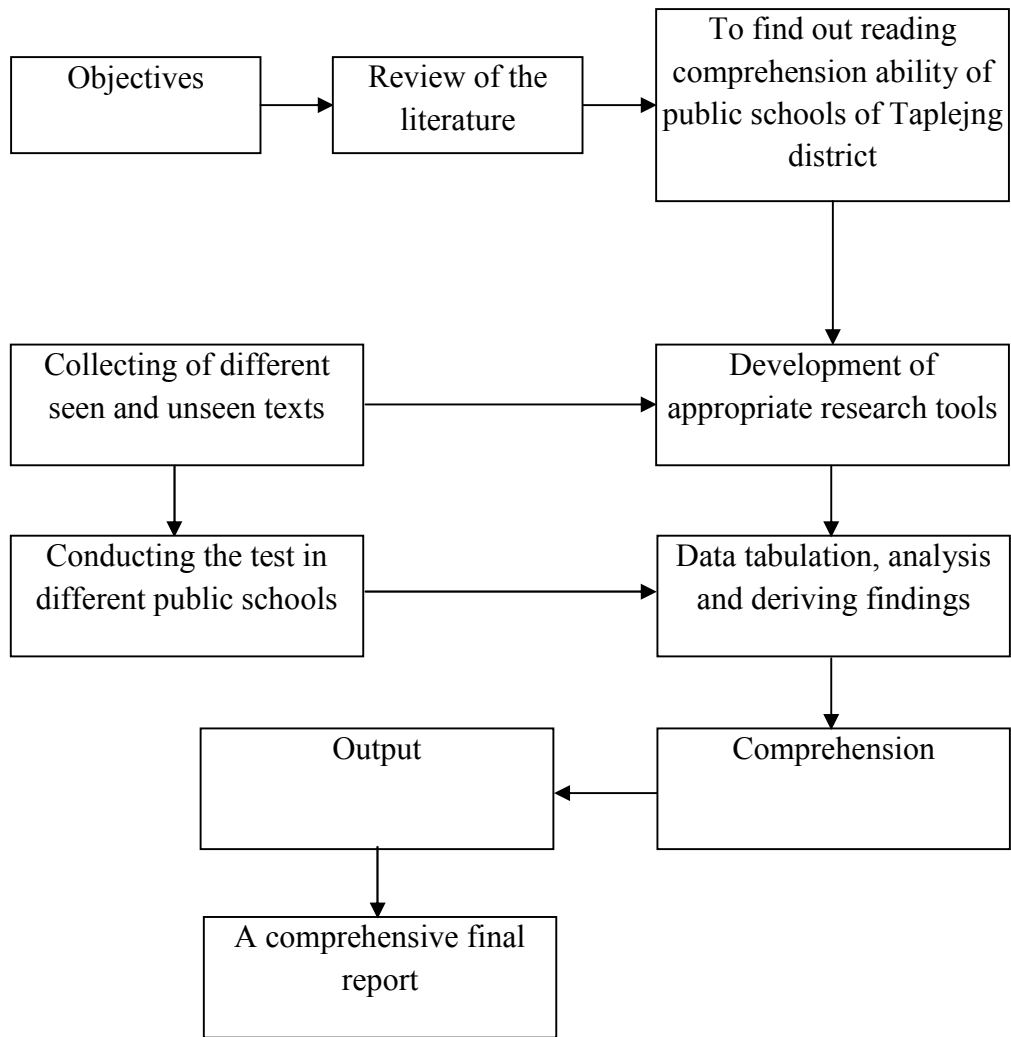 Objectives
Review of the
literature
To find out reading
comprehension ability of
public schools of Taplejng
district
Collecting of different
seen and unseen texts
Development of
appropriate research tools
Conducting the test in
different public schools
Data tabulation, analysis
and deriving findings
Output
Comprehension
A comprehensive final
report